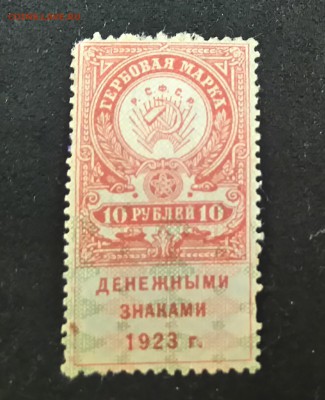 ГЕРБОВАЯ МАРКА
Р.С.Ф.С.Р.
10 РУБЛЕЙ 10
ДЕНЕЖНЫМИ
ЗНАКАМИ
1923 г.